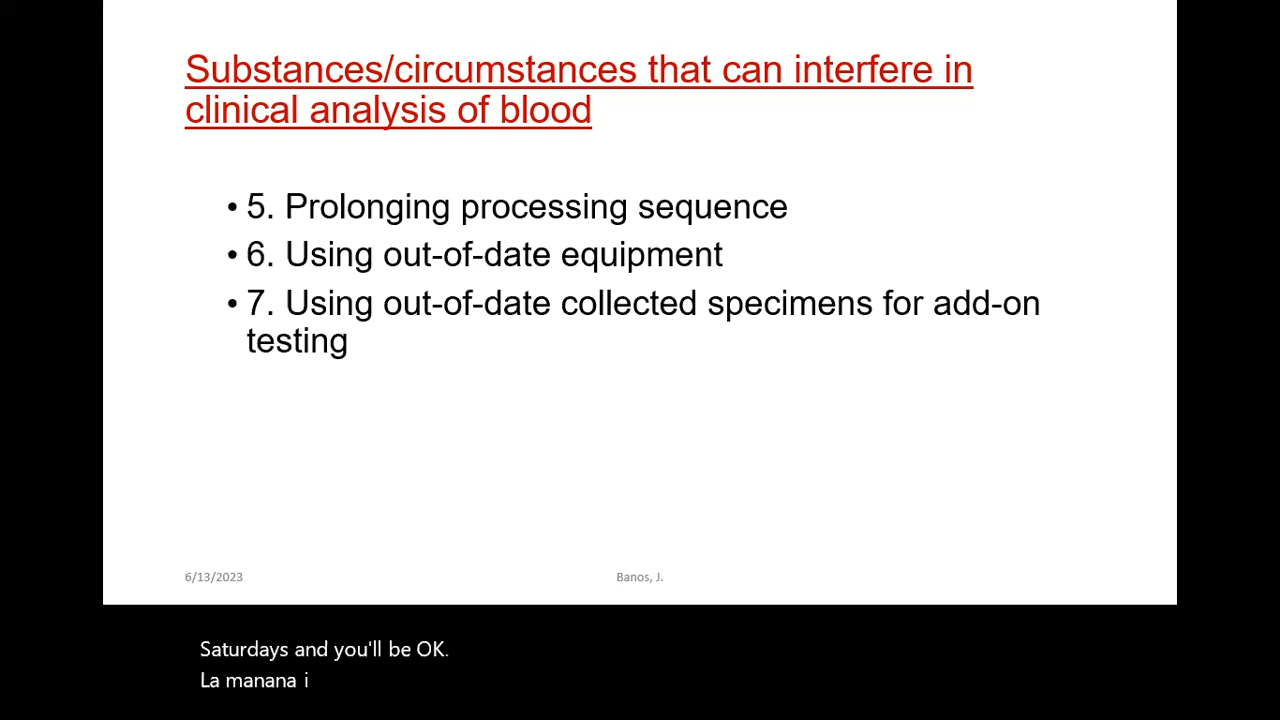 Substances/circumstances that can interfere in
clinical analysis of blood
• 5. Prolonging processing sequence
• 6. Using out-of-date equipment
• 7. Using out-of-date collected specimens for add-on
testing
6/13/2023
Banos, J.
Saturdays and you'll be OK.
La manana i